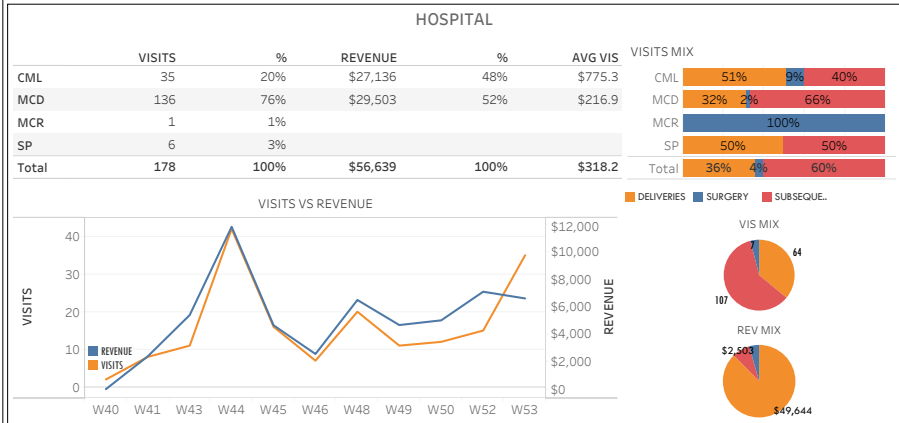 HOSPITAL
VISITS % REVENUE % AVG VIS
CML 35 20% $27,136 48% $775.3
MCD 136 76% $29,503 52% $216.9
MCR 1 1%
SP 6 3%
Total 178 100% $56,639 100% $318.2
VISITS MIX
CML 51% 9% 40%
MCD 32% 2% 66%
MCR 100%
SP 50% 50%
Total 36% 4% 60%
DELIVERIES SURGERY SUBSEQUE..
VISITS VS REVENUE
VISITS
40
30
20
10
0
$12,000
$10,000
$8,000
$6,000
$4,000
$2,000
$0
REVENUE
REVENUE
VISITS
W40 W41 W43 W44 W45 W46 W48 W49 W50 W52 W53
VIS MIX
7
64
107
REV MIX
$2,503
$49,644